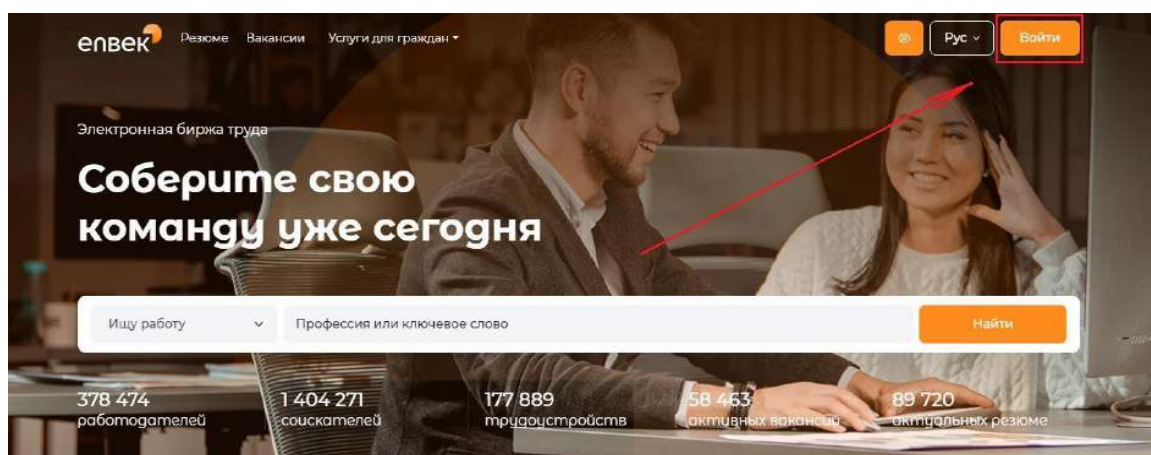 enвек
Резюме Вакансии Услуги для граждан
Рус
Войти
Электронная биржа труда
Соберите свою
команду уже сегодня
Ищу работу
Профессия или ключевое слово
Найти
378 474
работодателей
1 404 271
соискателей
177 889
трудоустройств
58 463
активных вакансий
89 720
актуальных резюме